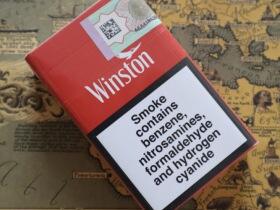 Winston
Smoke
contains
benzene,
nitrosamines,
formaldehyde
and hydrogen
cyanide